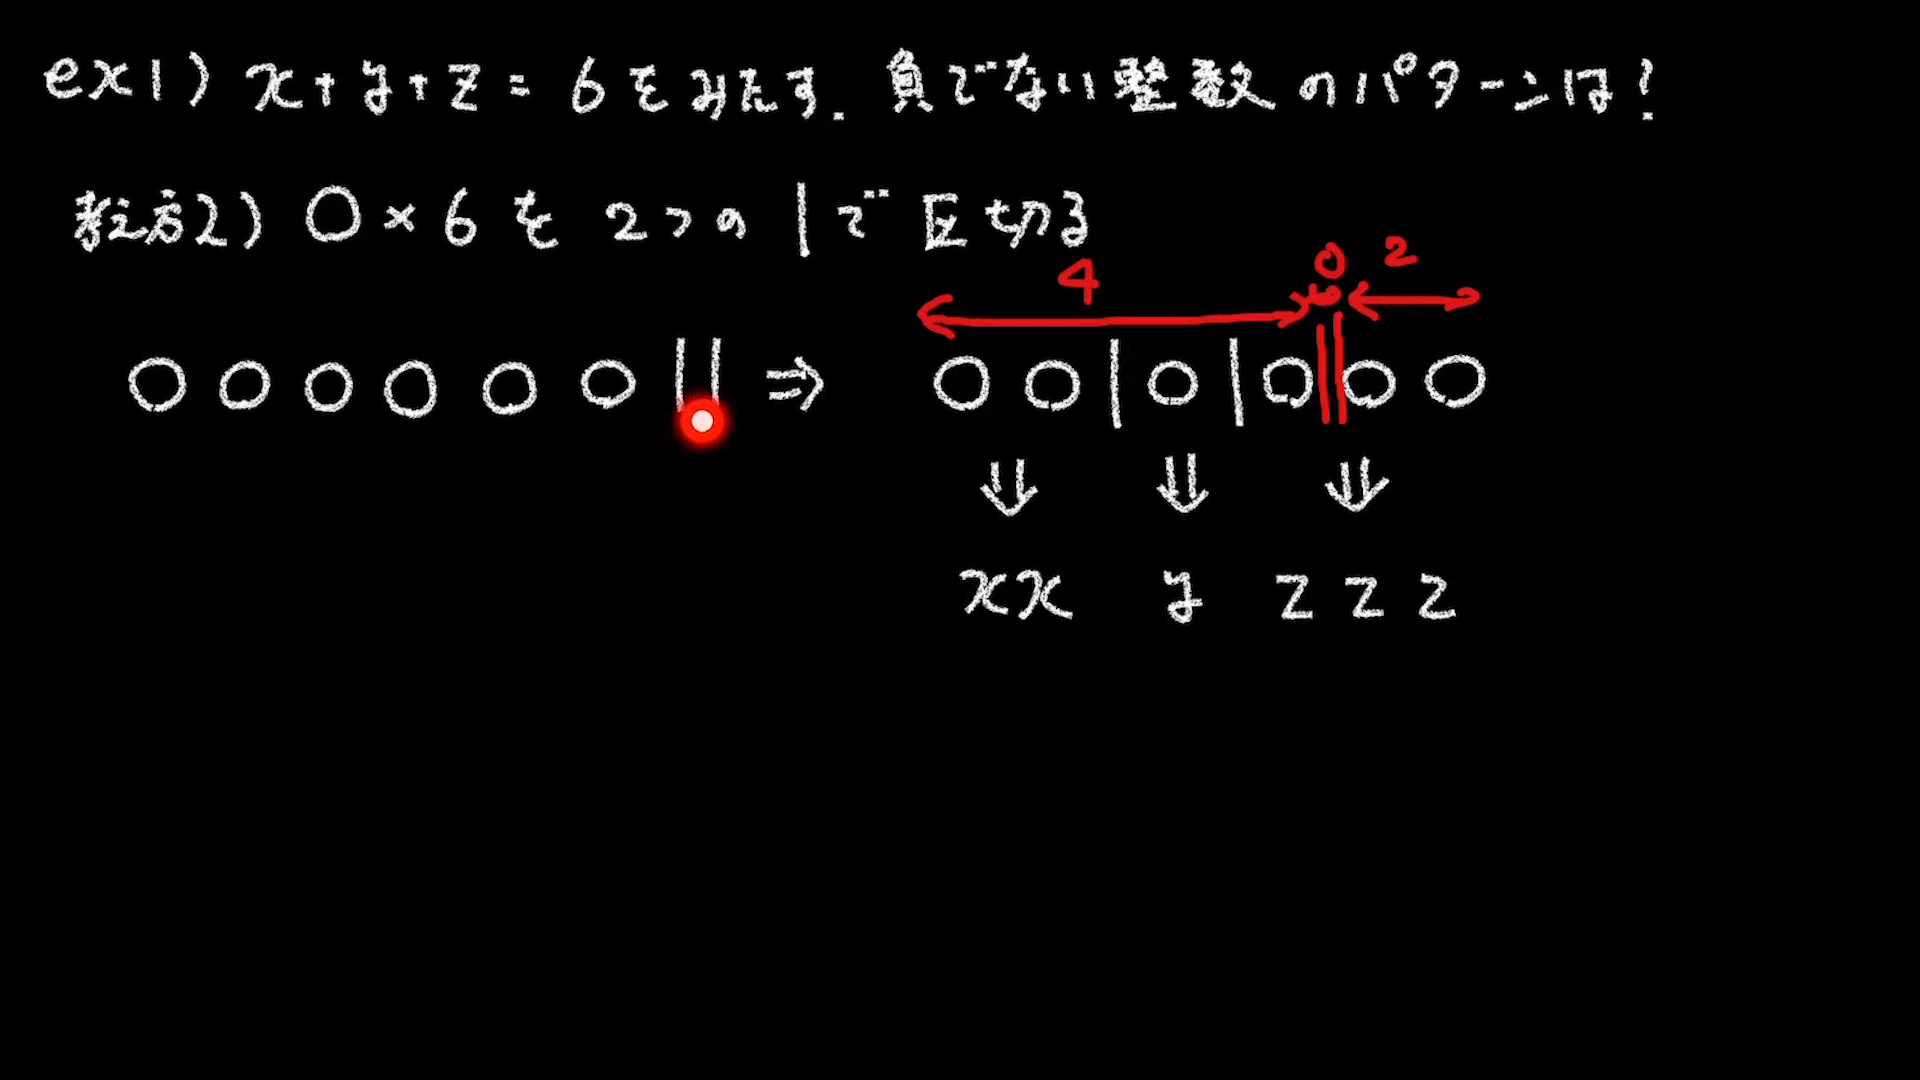 ex1) x+y+z=6をみたす. 負でない整数のパターンは?
数え方2) ○×6を2つの|で区切る
4 0 2
○○○○○○|| ⇒ ○○|○|○||○○
⇓ ⇓ ⇓
xx y zzz